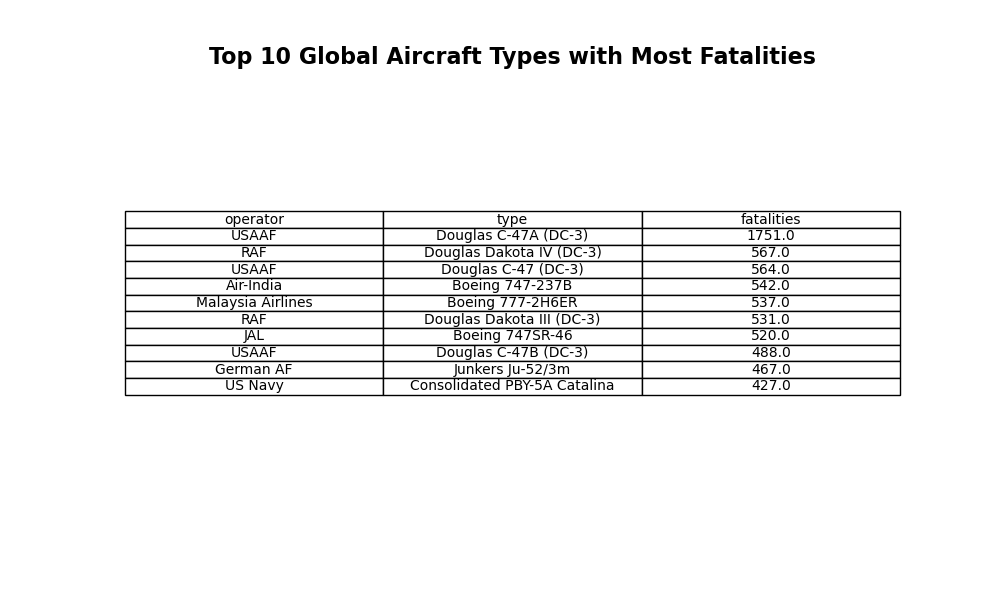 Top 10 Global Aircraft Types with Most Fatalities
operator type fatalities
USAAF Douglas C-47A (DC-3) 1751.0
RAF Douglas Dakota IV (DC-3) 567.0
USAAF Douglas C-47 (DC-3) 564.0
Air-India Boeing 747-237B 542.0
Malaysia Airlines Boeing 777-2H6ER 537.0
RAF Douglas Dakota III (DC-3) 531.0
JAL Boeing 747SR-46 520.0
USAAF Douglas C-47B (DC-3) 488.0
German AF Junkers Ju-52/3m 467.0
US Navy Consolidated PBY-5A Catalina 427.0